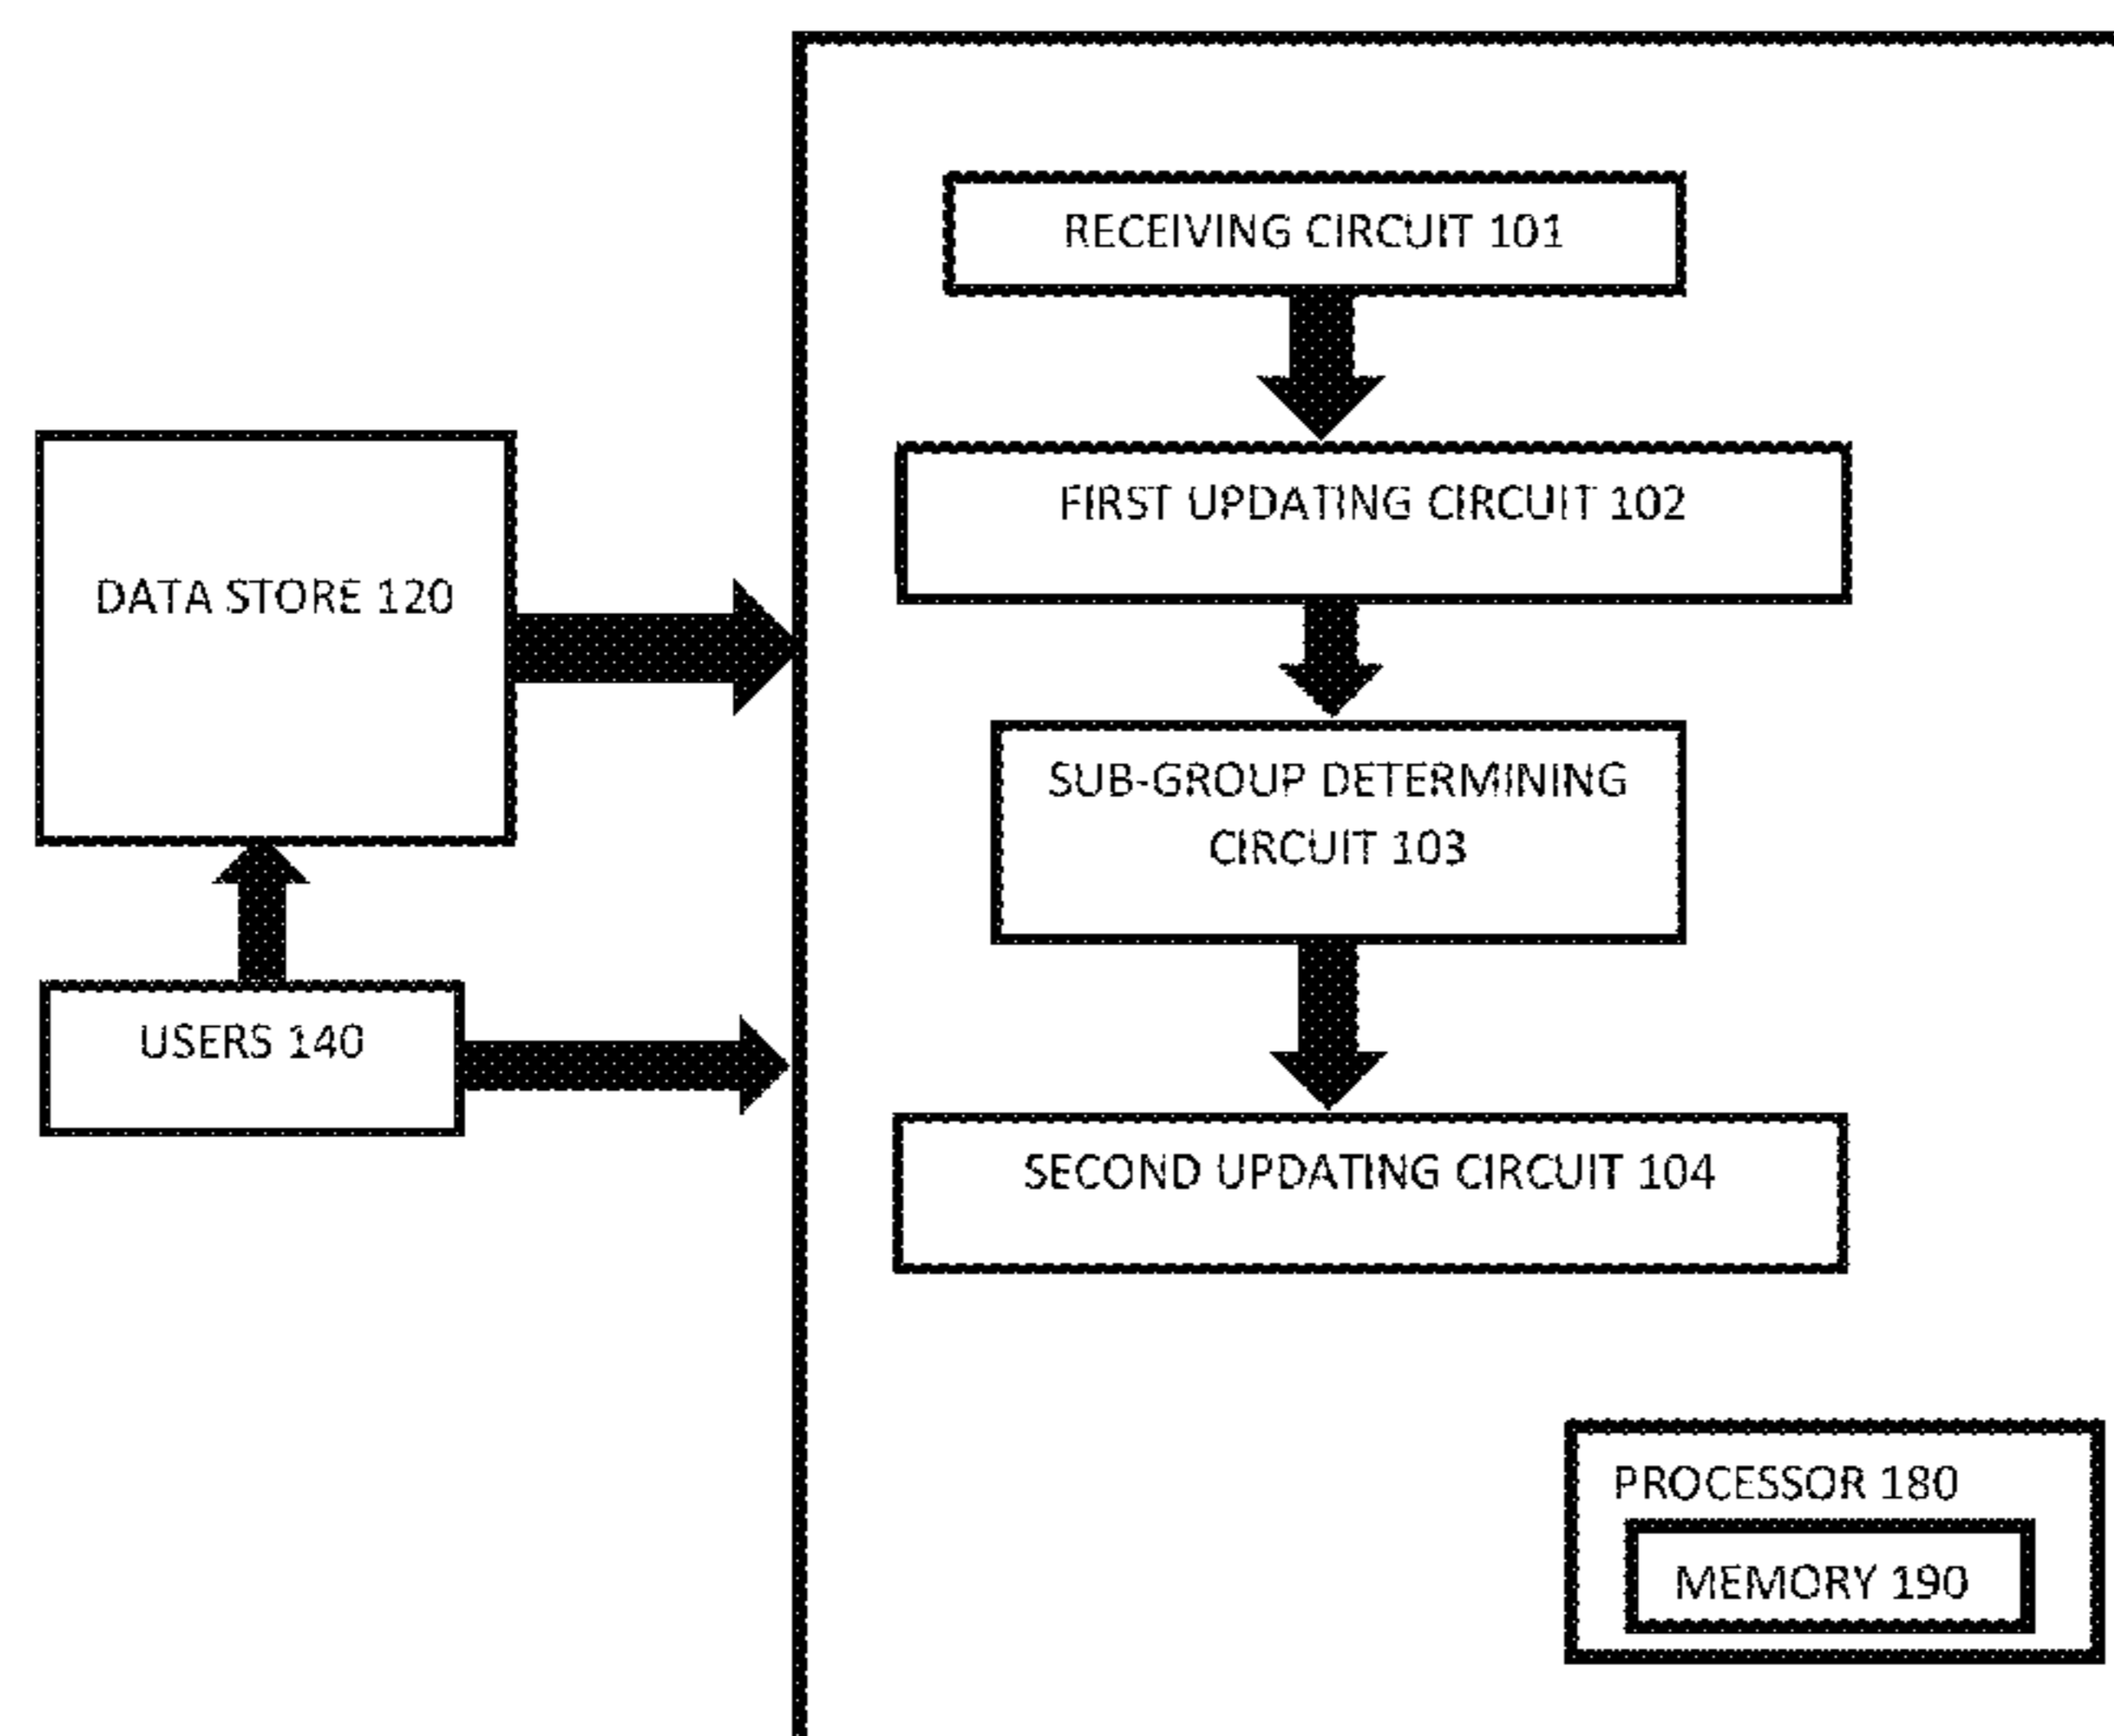 RECEIVING CIRCUIT 101
FIRST UPDATING CIRCUIT 102
DATA STORE 120
SUB-GROUP DETERMINING
CIRCUIT 103
USERS 140
SECOND UPDATING CIRCUIT 104
PROCESSOR 180
MEMORY 190